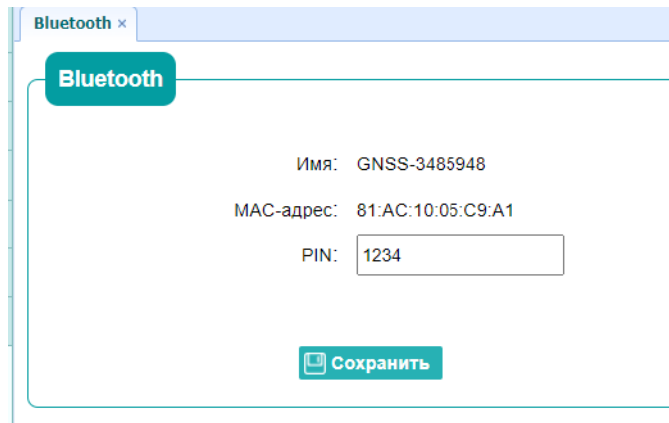 Bluetooth ×
Bluetooth
Имя: GNSS-3485948
MAC-адрес: 81:AC:10:05:C9:A1
PIN: 1234
Сохранить